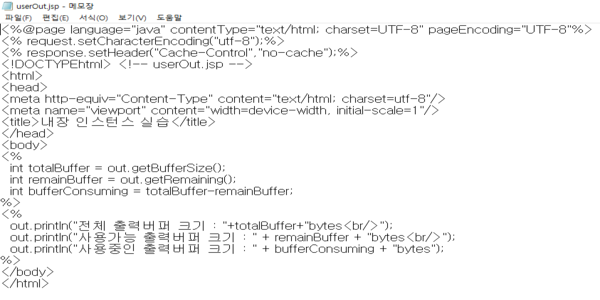 userOut.jsp - 메모장
파일(F) 편집(E) 서식(O) 보기(V) 도움말
<%@page language="java" contentType="text/html; charset=UTF-8" pageEncoding="UTF-8"%>
<% request.setCharacterEncoding("utf-8");%>
<% response.setHeader("Cache-Control","no-cache");%>
<!DOCTYPEhtml> <!-- userOut.jsp -->
<html>
<head>
<meta http-equiv="Content-Type" content="text/html; charset=utf-8"/>
<meta name="viewport" content="width=device-width, initial-scale=1"/>
<title>내장 인스턴스 실습</title>
</head>
<body>
<%
int totalBuffer = out.getBufferSize();
int remainBuffer = out.getRemaining();
int bufferConsuming = totalBuffer-remainBuffer;
%>
<%
out.println("전체 출력버퍼 크기 : "+totalBuffer+"bytes<br/>");
out.println("사용가능 출력버퍼 크기 : " + remainBuffer + "bytes<br/>");
out.println("사용중인 출력버퍼 크기 : " + bufferConsuming + "bytes");
%>
</body>
</html>